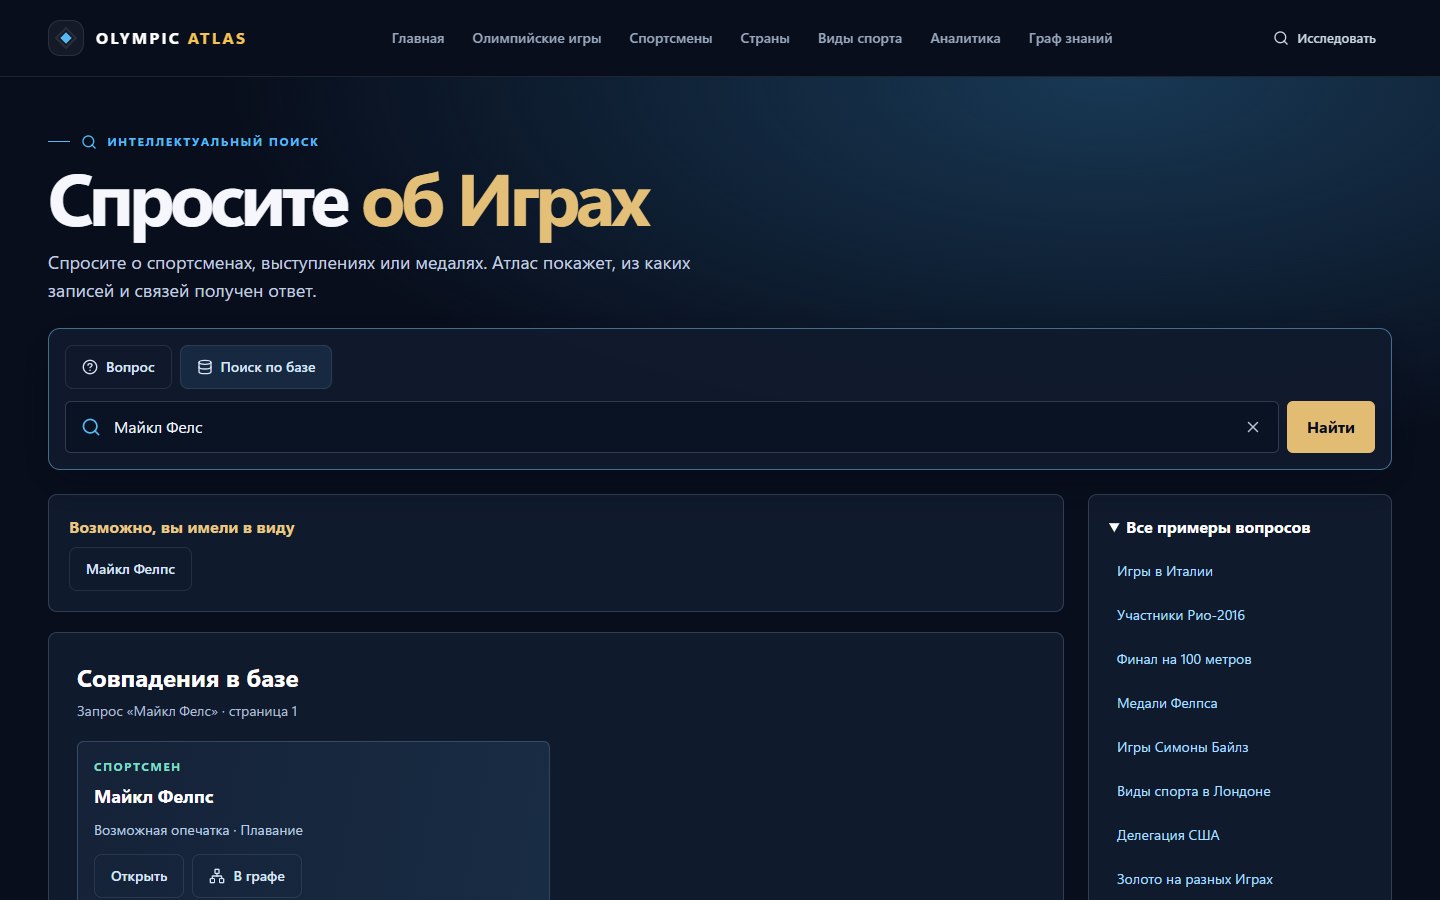 OLYMPIC ATLAS
Главная
Олимпийские игры
Спортсмены
Страны
Виды спорта
Аналитика
Граф знаний
Исследовать
ИНТЕЛЛЕКТУАЛЬНЫЙ ПОИСК
Спросите об Играх
Спросите о спортсменах, выступлениях или медалях. Атлас покажет, из каких
записей и связей получен ответ.
Вопрос
Поиск по базе
Майкл Фелс
Найти
Возможно, вы имели в виду
Майкл Фелпс
Совпадения в базе
Запрос «Майкл Фелс» · страница 1
СПОРТСМЕН
Майкл Фелпс
Возможная опечатка · Плавание
Открыть
В графе
Все примеры вопросов
Игры в Италии
Участники Рио-2016
Финал на 100 метров
Медали Фелпса
Игры Симоны Байлз
Виды спорта в Лондоне
Делегация США
Золото на разных Играх